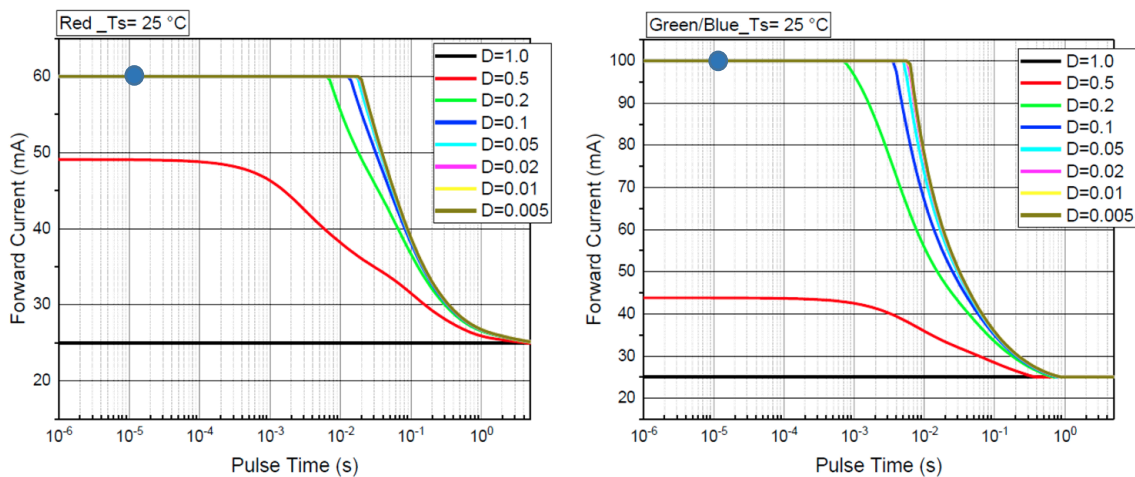 Red _Ts= 25 °C
60
50
40
30
20
Forward Current (mA)
10⁻⁶ 10⁻⁵ 10⁻⁴ 10⁻³ 10⁻² 10⁻¹ 10⁰
Pulse Time (s)
D=1.0
D=0.5
D=0.2
D=0.1
D=0.05
D=0.02
D=0.01
D=0.005
Green/Blue_Ts= 25 °C
100
90
80
70
60
50
40
30
20
Forward Current (mA)
10⁻⁶ 10⁻⁵ 10⁻⁴ 10⁻³ 10⁻² 10⁻¹ 10⁰
Pulse Time (s)
D=1.0
D=0.5
D=0.2
D=0.1
D=0.05
D=0.02
D=0.01
D=0.005